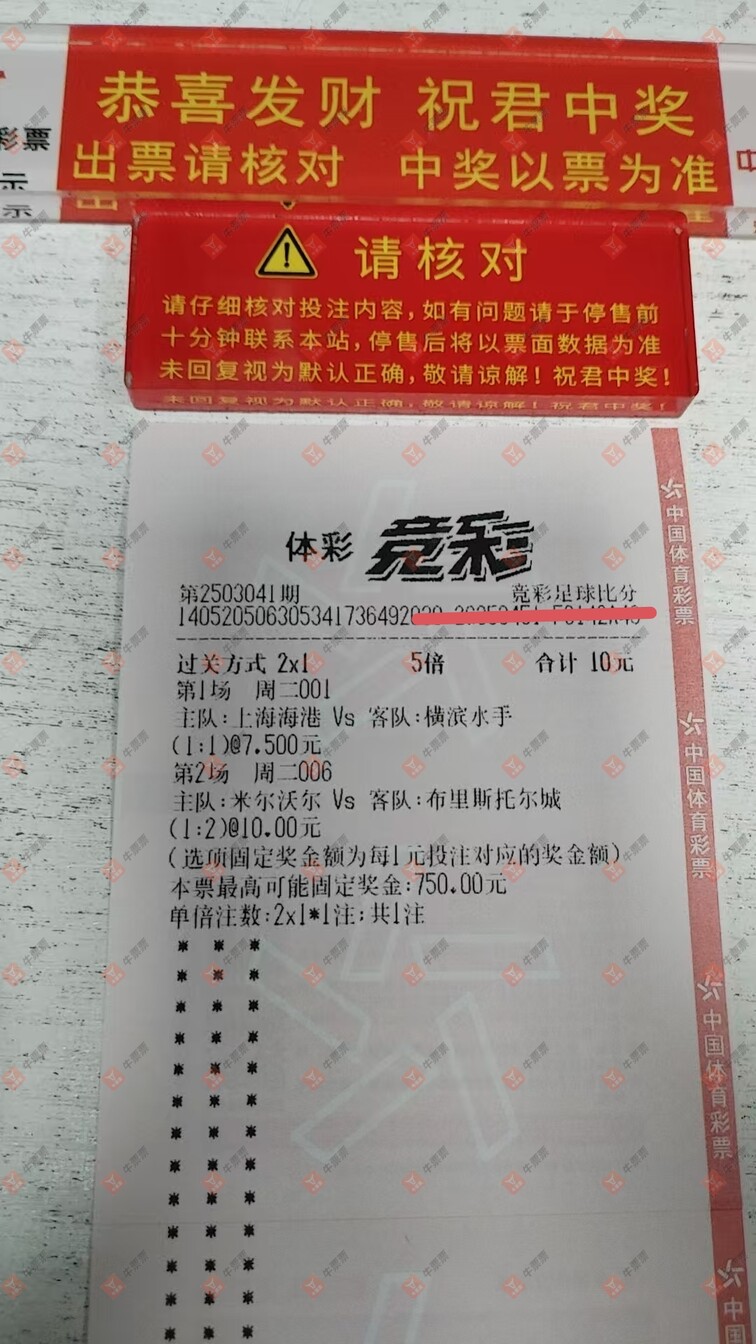 恭喜发财 祝君中奖
出票请核对 中奖以票为准
彩票
示
请核对
请仔细核对投注内容,如有问题请于停售前
十分钟联系本站,停售后将以票面数据为准
未回复视为默认正确,敬请谅解!祝君中奖!
体彩 竞彩
第2503041期 竞彩足球比分
140520506305341736492
过关方式 2x1 5倍 合计 10元
第1场 周二001
主队:上海海港 Vs 客队:横滨水手
(1:1)@7.500元
第2场 周二006
主队:米尔沃尔 Vs 客队:布里斯托尔城
(1:2)@10.00元
(选项固定奖金额为每1元投注对应的奖金额)
本票最高可能固定奖金:750.00元
单倍注数:2x1*1注;共1注
中国体育彩票
中国体育彩票
中国体育彩票
中国
牛票票